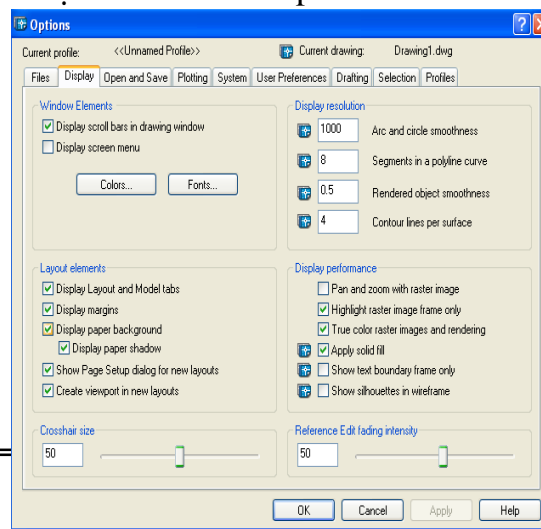 Options
Current profile: <<Unnamed Profile>> Current drawing: Drawing1.dwg
Files Display Open and Save Plotting System User Preferences Drafting Selection Profiles
Window Elements
Display scroll bars in drawing window
Display screen menu
Colors... Fonts...
Display resolution
1000 Arc and circle smoothness
8 Segments in a polyline curve
0.5 Rendered object smoothness
4 Contour lines per surface
Layout elements
Display Layout and Model tabs
Display margins
Display paper background
Display paper shadow
Show Page Setup dialog for new layouts
Create viewport in new layouts
Display performance
Pan and zoom with raster image
Highlight raster image frame only
True color raster images and rendering
Apply solid fill
Show text boundary frame only
Show silhouettes in wireframe
Crosshair size
50
Reference Edit fading intensity
50
OK Cancel Apply Help